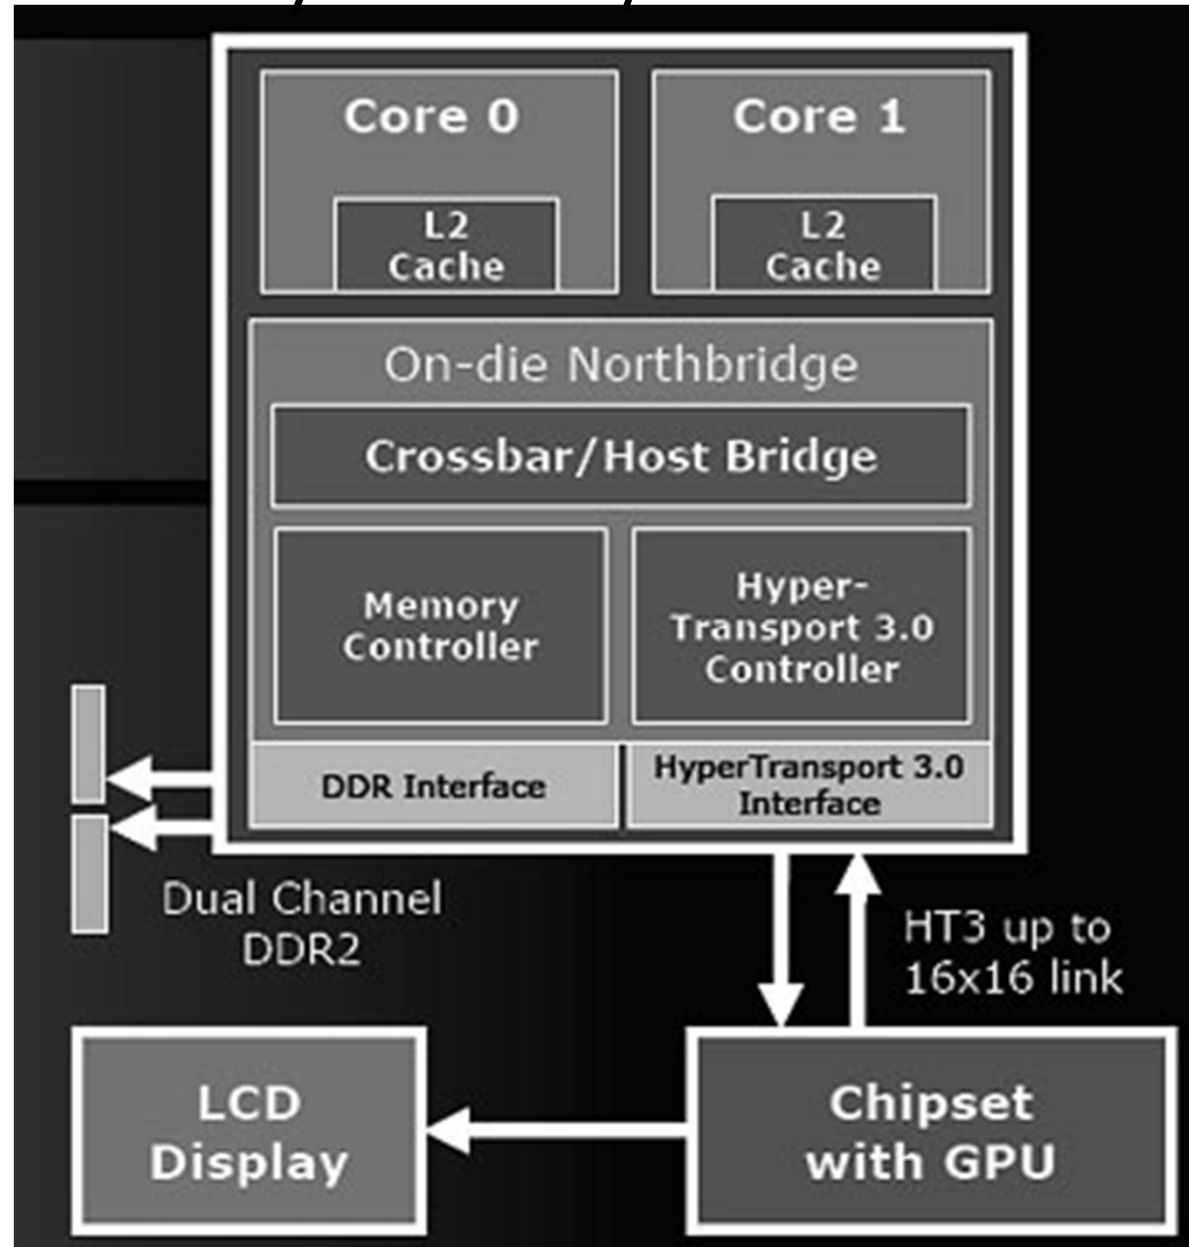 Core 0
Core 1
L2
Cache
L2
Cache
On-die Northbridge
Crossbar/Host Bridge
Memory
Controller
Hyper-
Transport 3.0
Controller
DDR Interface
HyperTransport 3.0
Interface
Dual Channel
DDR2
HT3 up to
16x16 link
LCD
Display
Chipset
with GPU